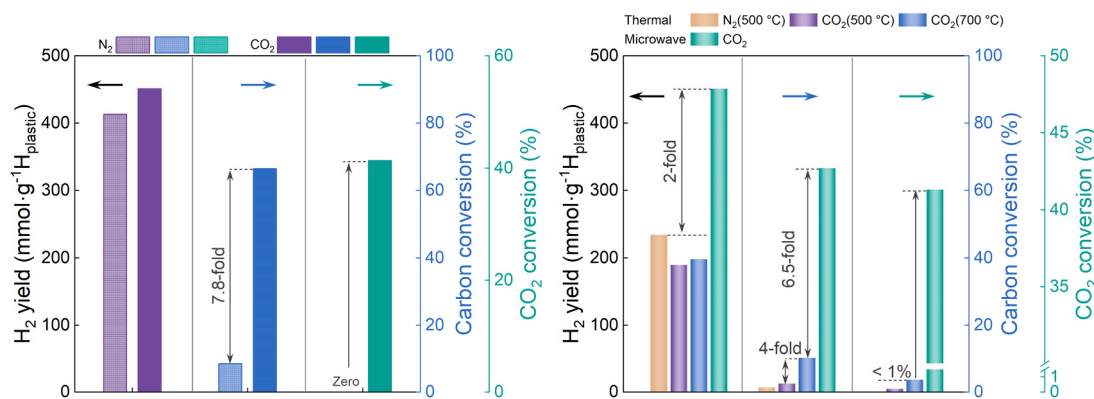 N₂ CO₂
500
400
300
200
100
0
H₂ yield (mmol·g⁻¹H_plastic)
7.8-fold
Zero
100
80
60
40
20
0
Carbon conversion (%)
60
40
20
0
CO₂ conversion (%)
Thermal N₂(500 °C) CO₂(500 °C) CO₂(700 °C)
Microwave CO₂
500
400
300
200
100
0
H₂ yield (mmol·g⁻¹H_plastic)
2-fold
4-fold
6.5-fold
< 1%
100
80
60
40
20
0
Carbon conversion (%)
50
45
40
35
1
0
CO₂ conversion (%)